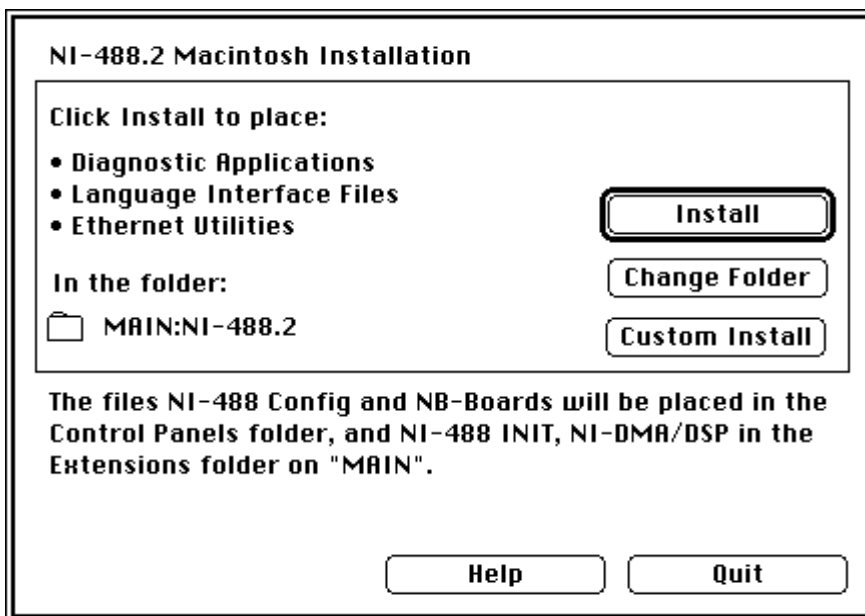 NI-488.2 Macintosh Installation
Click Install to place:
• Diagnostic Applications
• Language Interface Files
• Ethernet Utilities
Install
In the folder:
Change Folder
MAIN:NI-488.2
Custom Install
The files NI-488 Config and NB-Boards will be placed in the
Control Panels folder, and NI-488 INIT, NI-DMA/DSP in the
Extensions folder on "MAIN".
Help
Quit